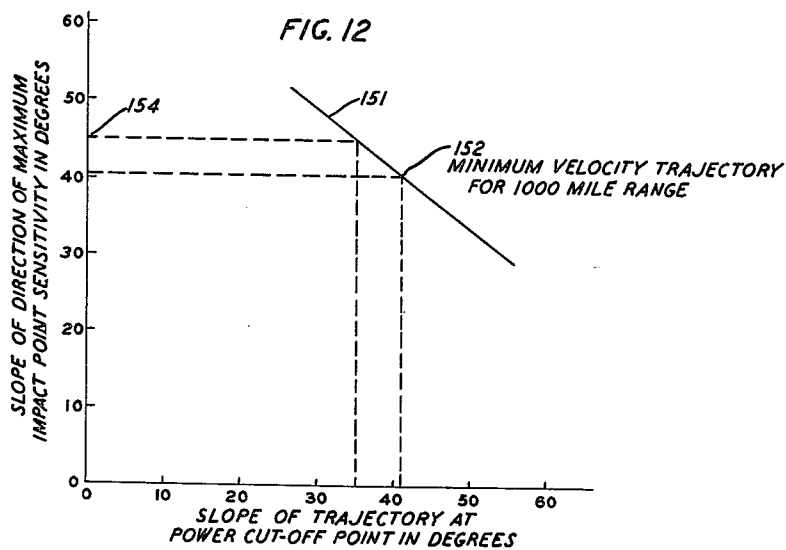 FIG. 12
60
50
40
30
20
10
0
154
151
152
MINIMUM VELOCITY TRAJECTORY
FOR 1000 MILE RANGE
SLOPE OF DIRECTION OF MAXIMUM
IMPACT POINT SENSITIVITY IN DEGREES
0 10 20 30 40 50 60
SLOPE OF TRAJECTORY AT
POWER CUT-OFF POINT IN DEGREES